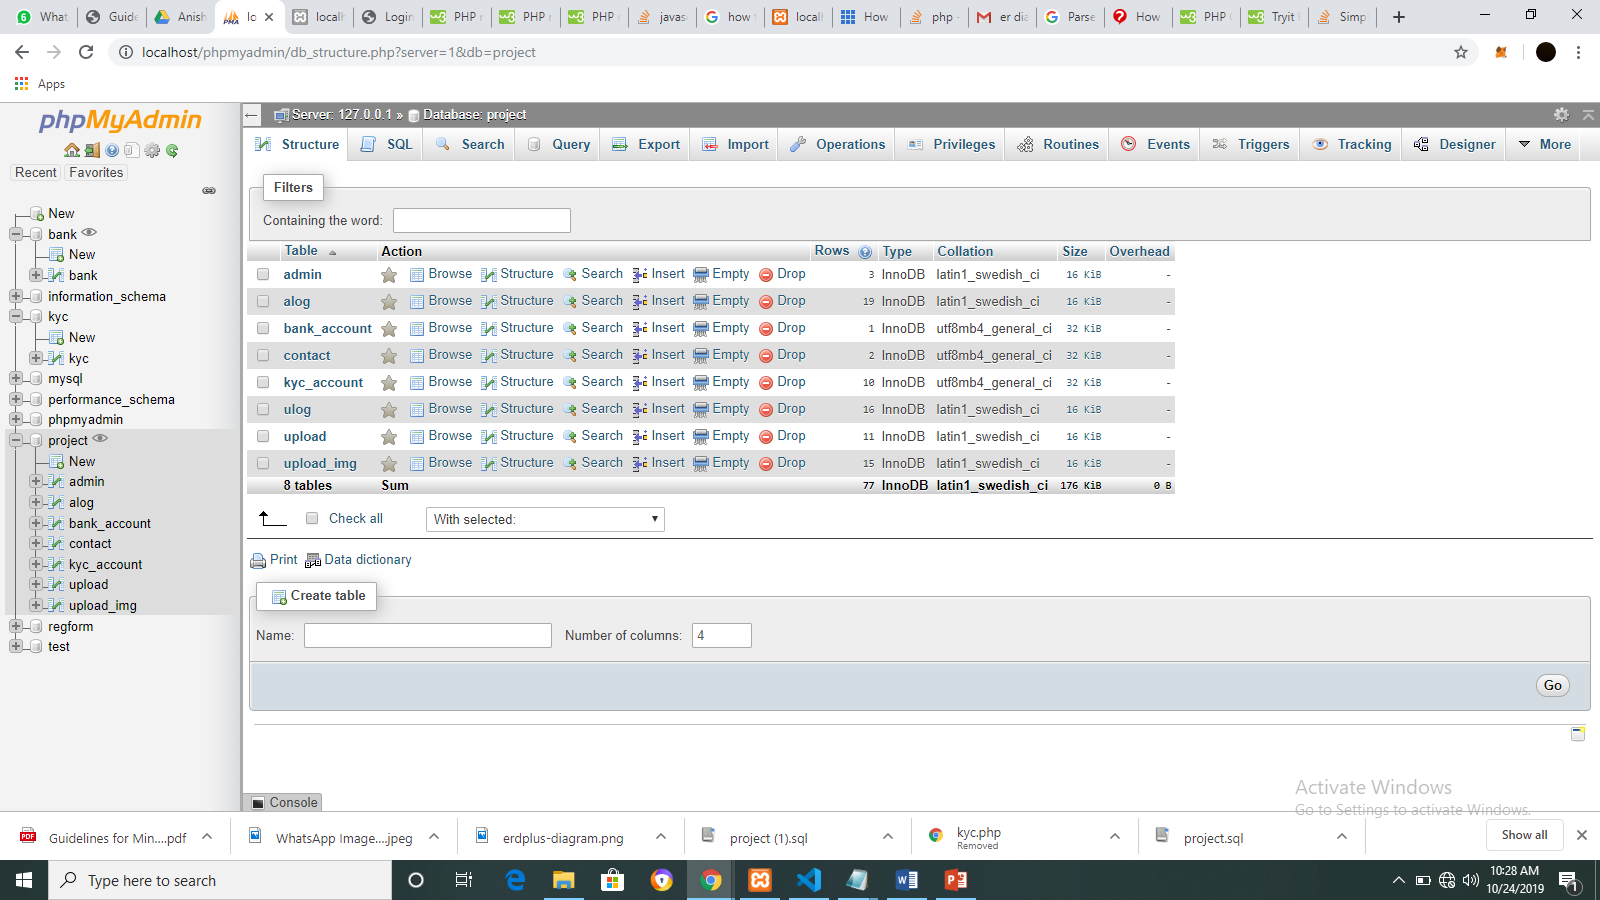 What
Guide
Anish
lo
localh
Login
PHP r
PHP r
PHP r
javas
how
locall
How
php -
er dia
Parse
How
PHP
Tryit
Simp
localhost/phpmyadmin/db_structure.php?server=1&db=project
Apps
phpMyAdmin
Recent Favorites
New
bank
New
bank
information_schema
kyc
New
kyc
mysql
performance_schema
phpmyadmin
project
New
admin
alog
bank_account
contact
kyc_account
upload
upload_img
regform
test
Server: 127.0.0.1 » Database: project
Structure SQL Search Query Export Import Operations Privileges Routines Events Triggers Tracking Designer More
Filters
Containing the word:
Table Action Rows Type Collation Size Overhead
admin Browse Structure Search Insert Empty Drop 3 InnoDB latin1_swedish_ci 16 KiB -
alog Browse Structure Search Insert Empty Drop 19 InnoDB latin1_swedish_ci 16 KiB -
bank_account Browse Structure Search Insert Empty Drop 1 InnoDB utf8mb4_general_ci 32 KiB -
contact Browse Structure Search Insert Empty Drop 2 InnoDB utf8mb4_general_ci 32 KiB -
kyc_account Browse Structure Search Insert Empty Drop 10 InnoDB utf8mb4_general_ci 32 KiB -
ulog Browse Structure Search Insert Empty Drop 16 InnoDB latin1_swedish_ci 16 KiB -
upload Browse Structure Search Insert Empty Drop 11 InnoDB latin1_swedish_ci 16 KiB -
upload_img Browse Structure Search Insert Empty Drop 15 InnoDB latin1_swedish_ci 16 KiB -
8 tables Sum 77 InnoDB latin1_swedish_ci 176 KiB 0 B
Check all With selected:
Print Data dictionary
Create table
Name: Number of columns: 4
Go
Console
Activate Windows
Go to Settings to activate Windows.
Guidelines for Min....pdf
WhatsApp Image....jpeg
erdplus-diagram.png
project (1).sql
kyc.php
Removed
project.sql
Show all
Type here to search
10:28 AM
10/24/2019
1